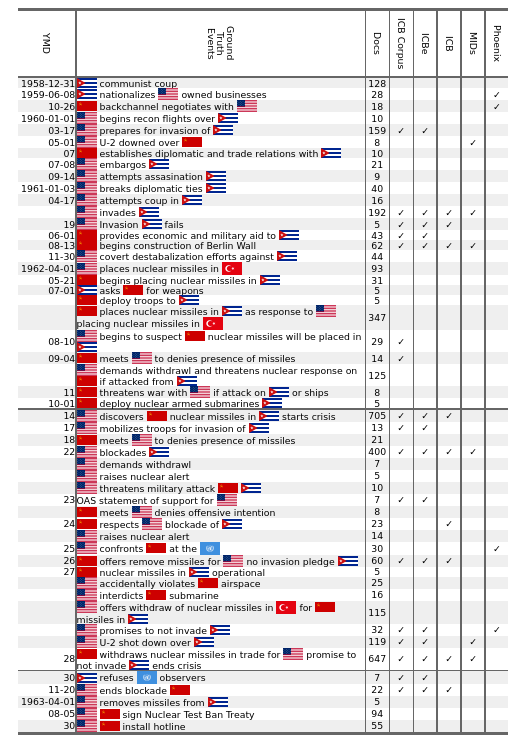 YMD Ground Truth Events Docs ICB Corpus ICBe ICB MIDs Phoenix
1958-12-31 communist coup 128
1959-06-08 nationalizes owned businesses 28 ✓
10-26 backchannel negotiates with 18 ✓
1960-01-01 begins recon flights over 10
03-17 prepares for invasion of 159 ✓ ✓
05-01 U-2 downed over 8 ✓
07 establishes diplomatic and trade relations with 10
07-08 embargos 21
09-14 attempts assasination 9
1961-01-03 breaks diplomatic ties 40
04-17 attempts coup in 16
invades 192 ✓ ✓ ✓ ✓
19 Invasion fails 5 ✓ ✓ ✓
06-01 provides economic and military aid to 43 ✓ ✓
08-13 begins construction of Berlin Wall 62 ✓ ✓ ✓ ✓
11-30 covert destabalization efforts against 44
1962-04-01 places nuclear missiles in 93
05-21 begins placing nuclear missiles in 31
07-01 asks for weapons 5
deploy troops to 5
places nuclear missiles in as response to
placing nuclear missiles in 347
08-10 begins to suspect nuclear missiles will be placed in 29 ✓
09-04 meets to denies presence of missiles 14 ✓
demands withdrawl and threatens nuclear response on
if attacked from 125
11 threatens war with if attack on or ships 8
10-01 deploy nuclear armed submarines 5
14 discovers nuclear missiles in starts crisis 705 ✓ ✓ ✓
17 mobilizes troops for invasion of 13 ✓ ✓
18 meets to denies presence of missiles 21
22 blockades 400 ✓ ✓ ✓ ✓
demands withdrawl 7
raises nuclear alert 5
threatens military attack 10
23 OAS statement of support for 7 ✓ ✓
meets denies offensive intention 8
24 respects blockade of 23 ✓
raises nuclear alert 14
25 confronts at the 30 ✓
26 offers remove missiles for no invasion pledge 60 ✓ ✓ ✓
27 nuclear missiles in operational 5
accidentally violates airspace 25
interdicts submarine 16
offers withdraw of nuclear missiles in for
missiles in 115
promises to not invade 32 ✓ ✓ ✓
U-2 shot down over 119 ✓ ✓ ✓
28 withdraws nuclear missiles in trade for promise to
not invade ends crisis 647 ✓ ✓ ✓ ✓
30 refuses observers 7 ✓ ✓
11-20 ends blockade 22 ✓ ✓ ✓
1963-04-01 removes missiles from 5
08-05 sign Nuclear Test Ban Treaty 94
30 install hotline 55